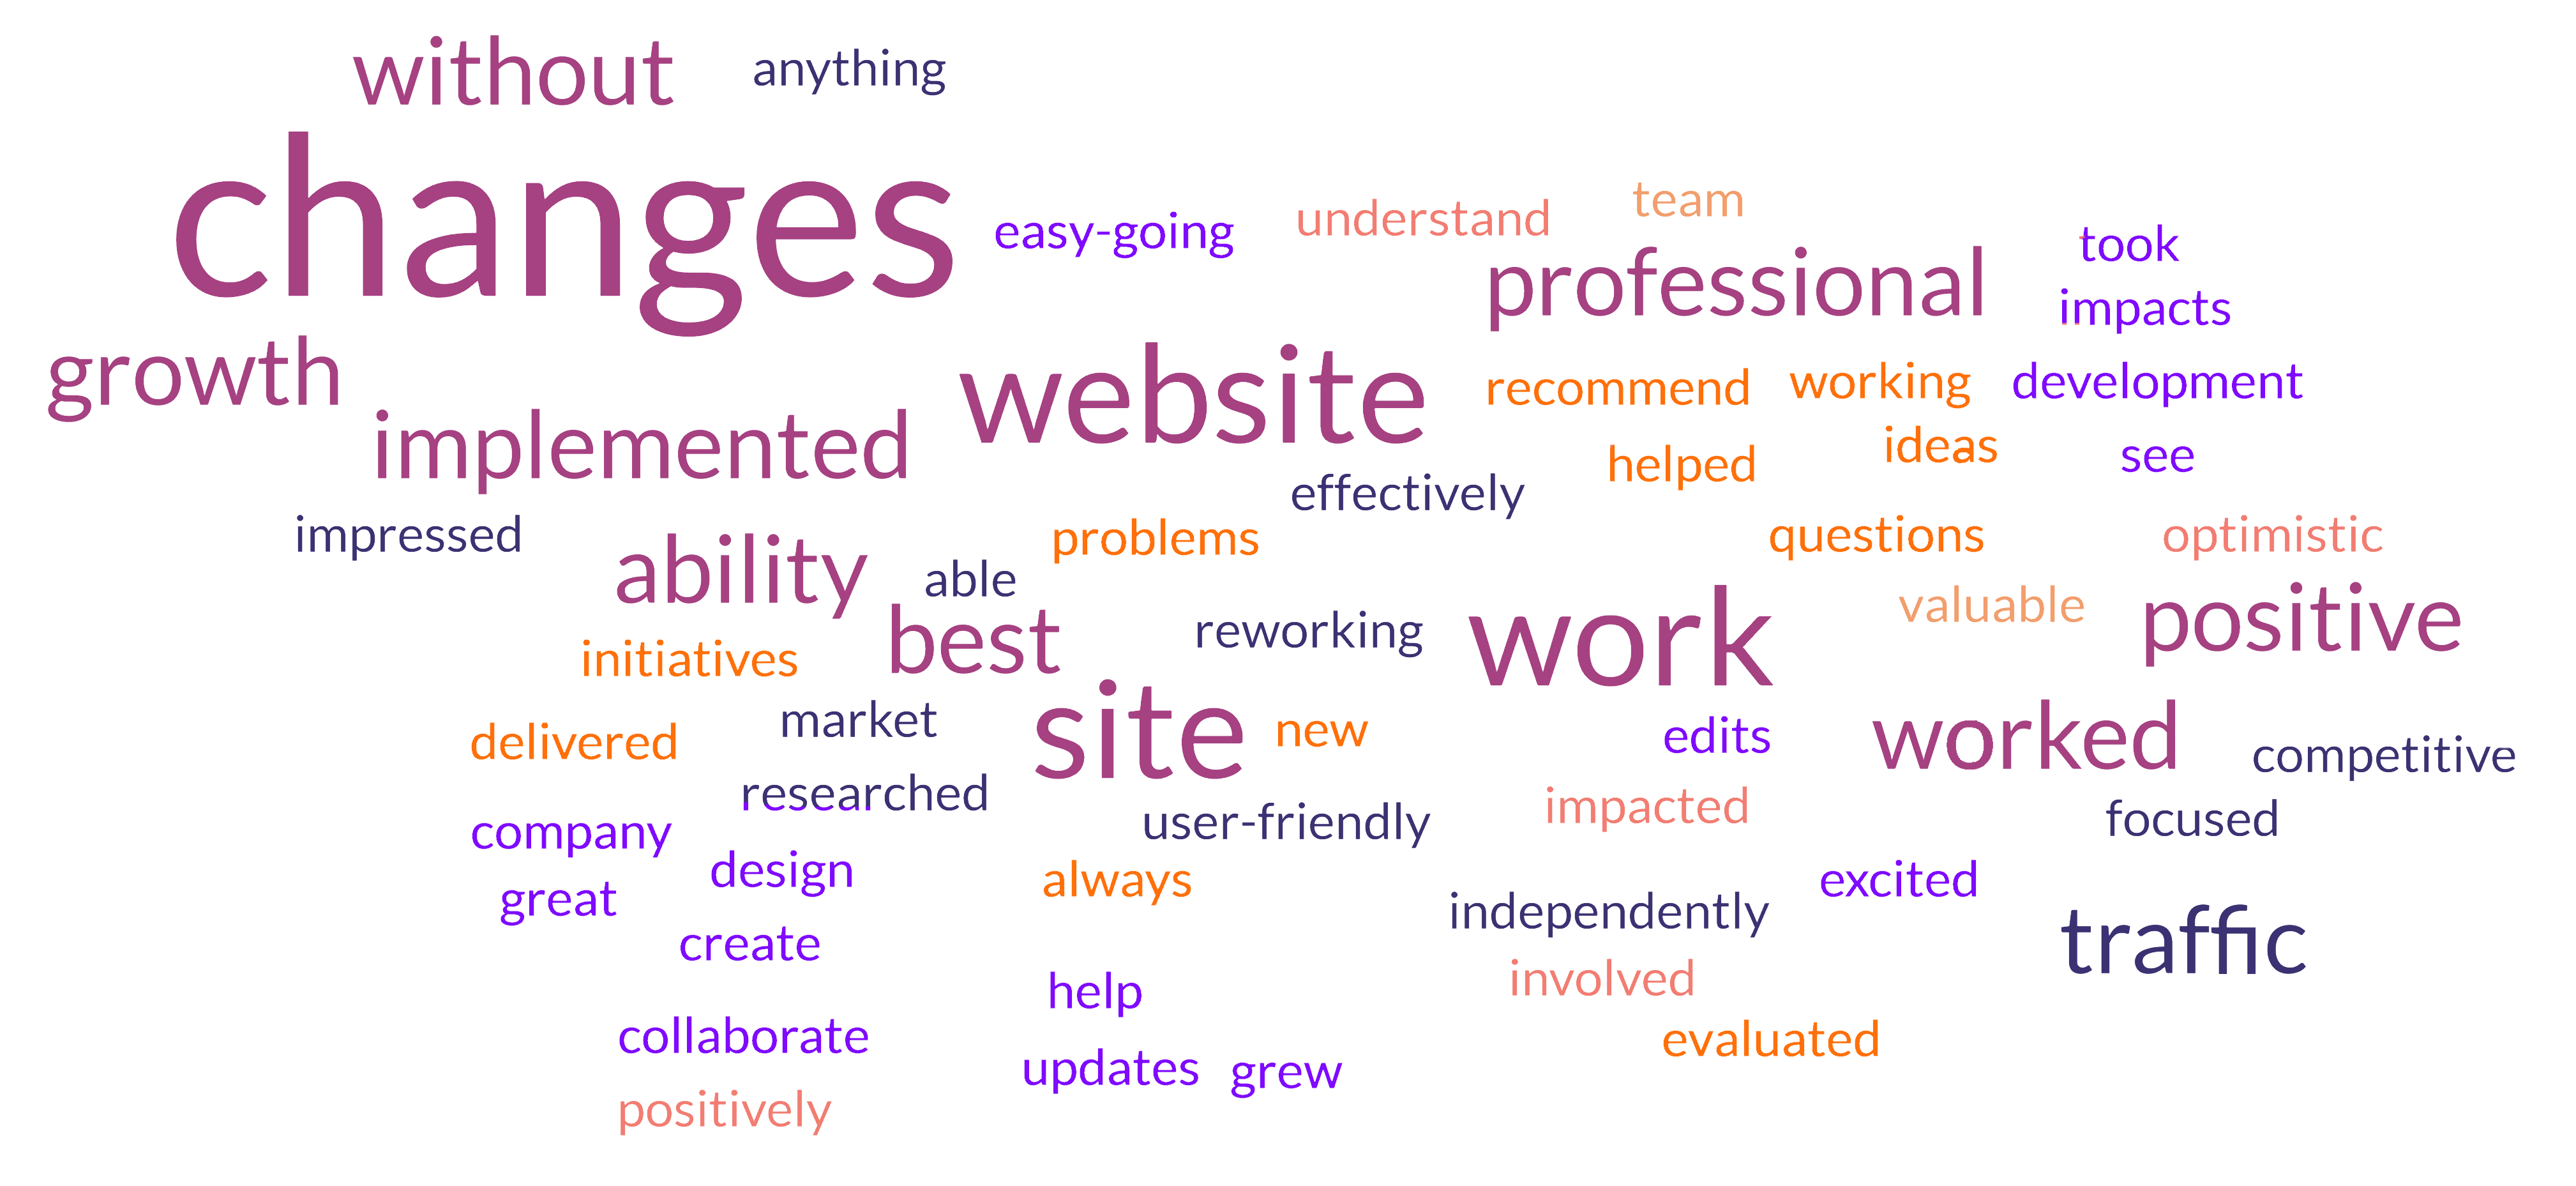 without
anything
changes
easy-going
understand
team
professional
took
impacts
growth
website
recommend
working
development
implemented
helped
ideas
see
effectively
impressed
problems
questions
optimistic
ability
able
best
reworking
work
valuable
positive
initiatives
market
site
new
edits
worked
competitive
delivered
researched
user-friendly
impacted
focused
company
design
always
excited
great
independently
traffic
create
help
involved
collaborate
updates
grew
evaluated
positively